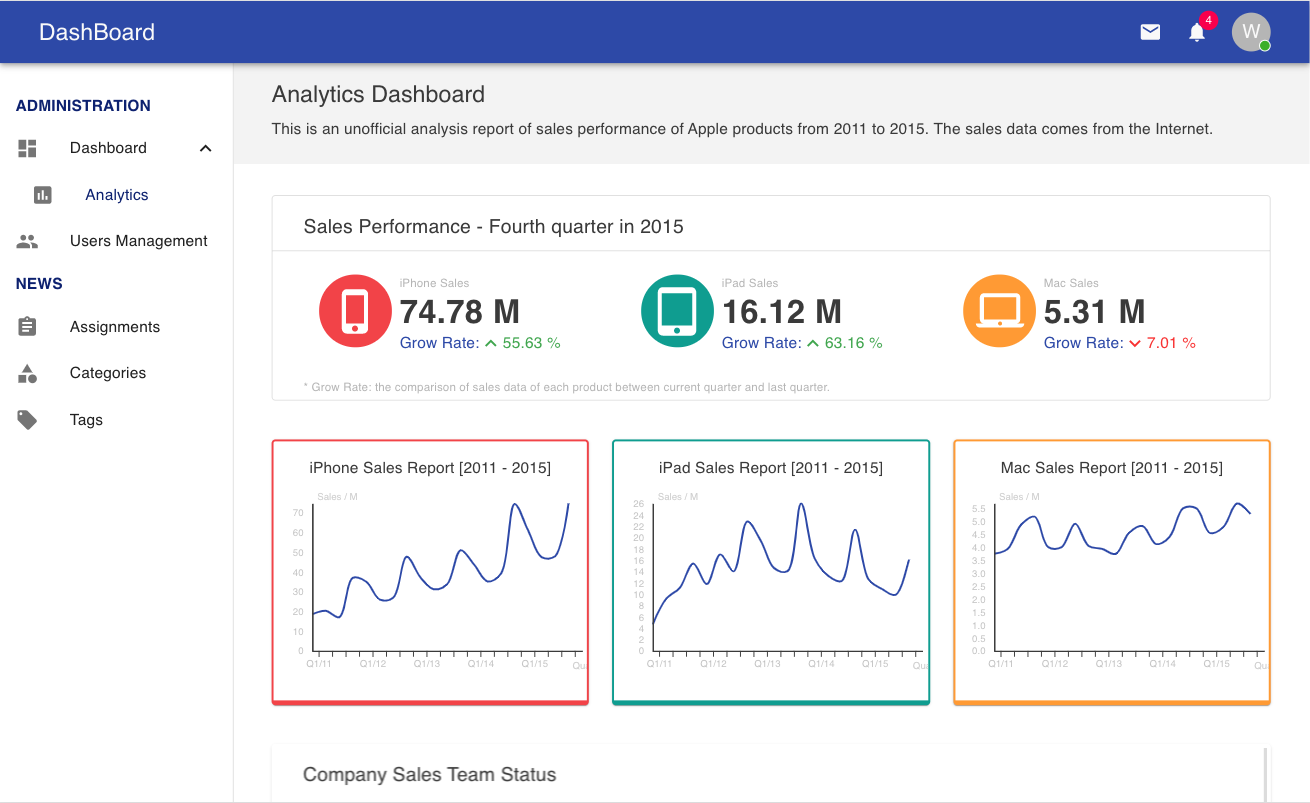 DashBoard
4
W
ADMINISTRATION
Dashboard
Analytics
Users Management
NEWS
Assignments
Categories
Tags
Analytics Dashboard
This is an unofficial analysis report of sales performance of Apple products from 2011 to 2015. The sales data comes from the Internet.
Sales Performance - Fourth quarter in 2015
iPhone Sales
74.78 M
Grow Rate: 55.63 %
iPad Sales
16.12 M
Grow Rate: 63.16 %
Mac Sales
5.31 M
Grow Rate: 7.01 %
* Grow Rate: the comparison of sales data of each product between current quarter and last quarter.
iPhone Sales Report [2011 - 2015]
Sales / M
70
60
50
40
30
20
10
0
Q1/11 Q1/12 Q1/13 Q1/14 Q1/15
iPad Sales Report [2011 - 2015]
Sales / M
26
24
22
20
18
16
14
12
10
8
6
4
2
0
Q1/11 Q1/12 Q1/13 Q1/14 Q1/15
Mac Sales Report [2011 - 2015]
Sales / M
5.5
5.0
4.5
4.0
3.5
3.0
2.5
2.0
1.5
1.0
0.5
0.0
Q1/11 Q1/12 Q1/13 Q1/14 Q1/15
Company Sales Team Status